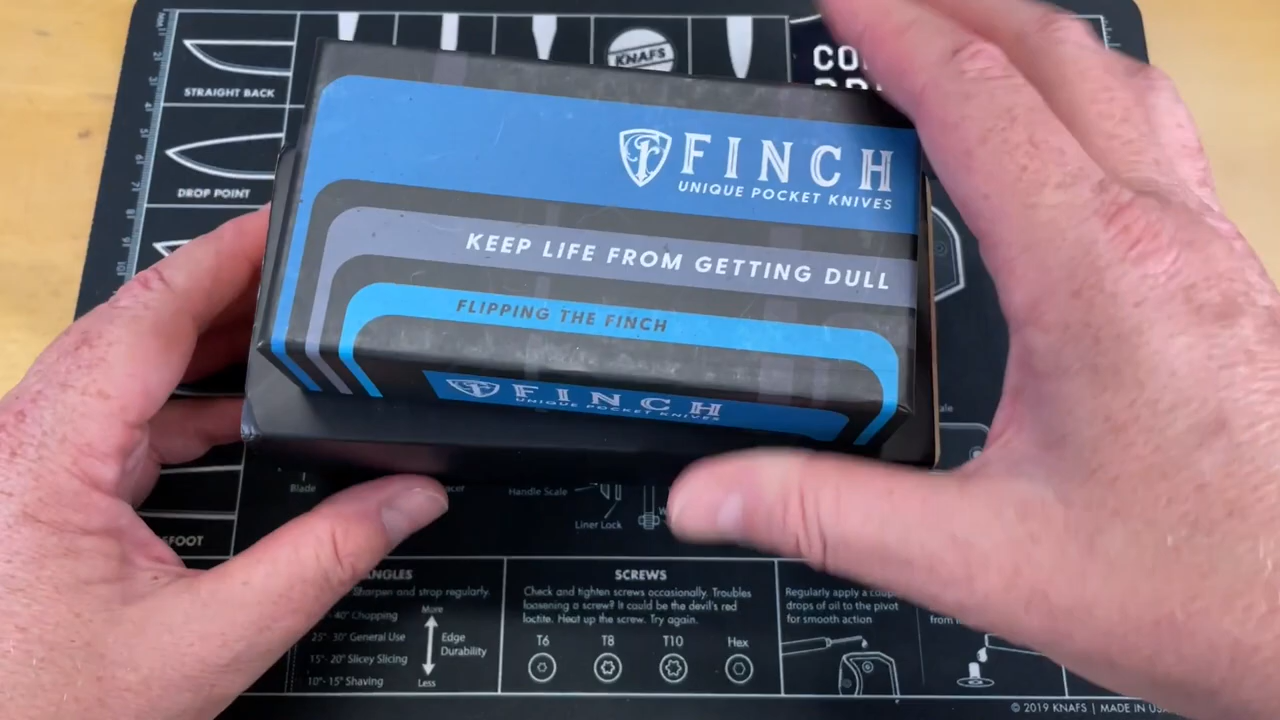 KNAFS
STRAIGHT BACK
DROP POINT
FINCH
UNIQUE POCKET KNIVES
KEEP LIFE FROM GETTING DULL
FLIPPING THE FINCH
FINCH
UNIQUE POCKET KNIVES
Blade
Handle Scale
Liner Lock
Sharpen and strop regularly.
40° Chopping
25°- 30° General Use
15°- 20° Slicey Slicing
10°- 15° Shaving
More
Edge
Durability
Less
SCREWS
Check and tighten screws occasionally. Troubles
loosening a screw? It could be the devil's red
loctite. Heat up the screw. Try again.
T6 T8 T10 Hex
Regularly apply a
drops of oil to the pivot
for smooth action
from
© 2019 KNAFS | MADE IN USA